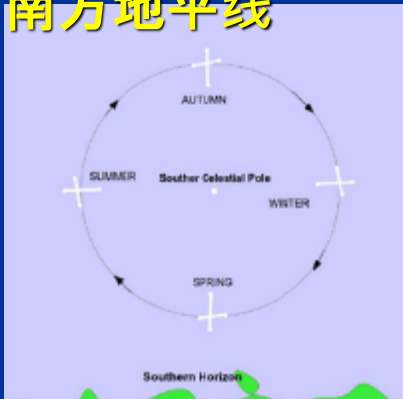 南方地平线
AUTUMN
SUMMER
Souther Celestial Pole
WINTER
SPRING
Southern Horizon